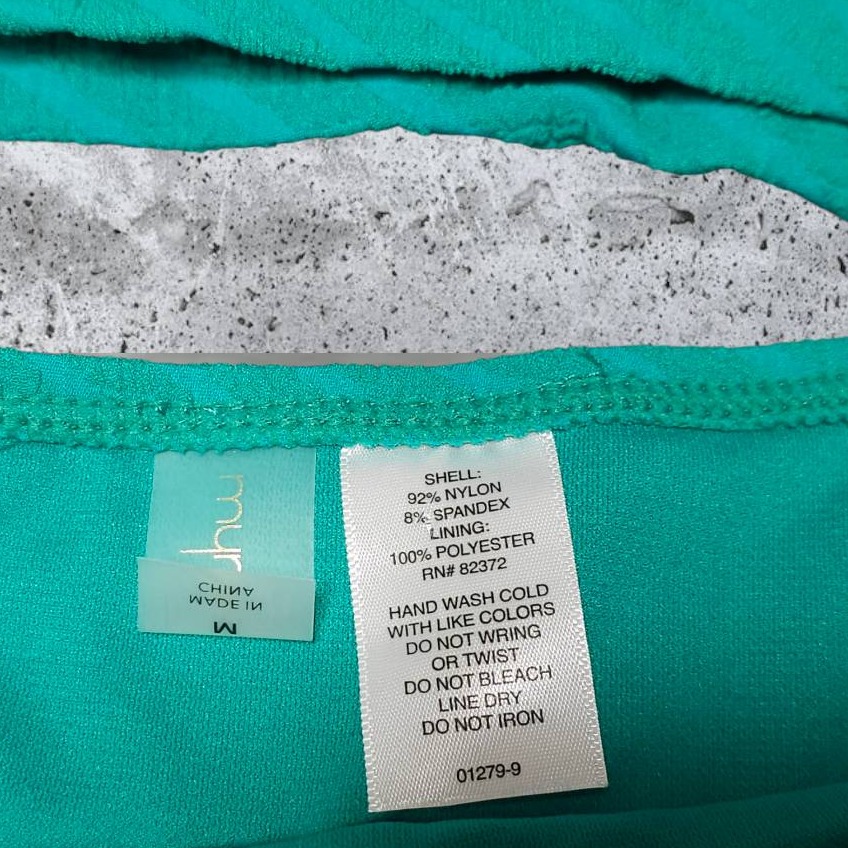 myr
M
MADE IN
CHINA
SHELL:
92% NYLON
8% SPANDEX
LINING:
100% POLYESTER
RN# 82372
HAND WASH COLD
WITH LIKE COLORS
DO NOT WRING
OR TWIST
DO NOT BLEACH
LINE DRY
DO NOT IRON
01279-9